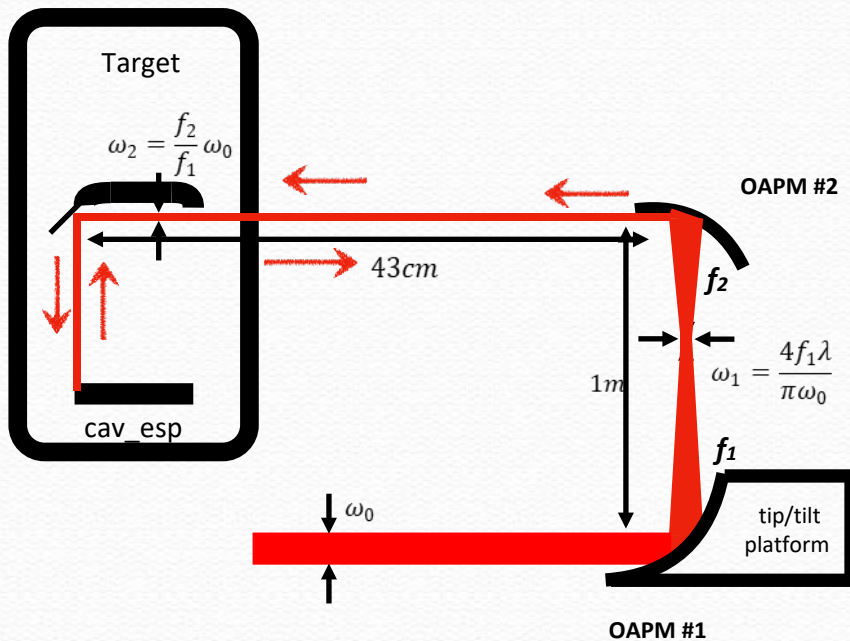 Target
ω₂ = f₂/f₁ ω₀
OAPM #2
43cm
f₂
1m
ω₁ = 4f₁λ/πω₀
cav_esp
f₁
ω₀
tip/tilt
platform
OAPM #1